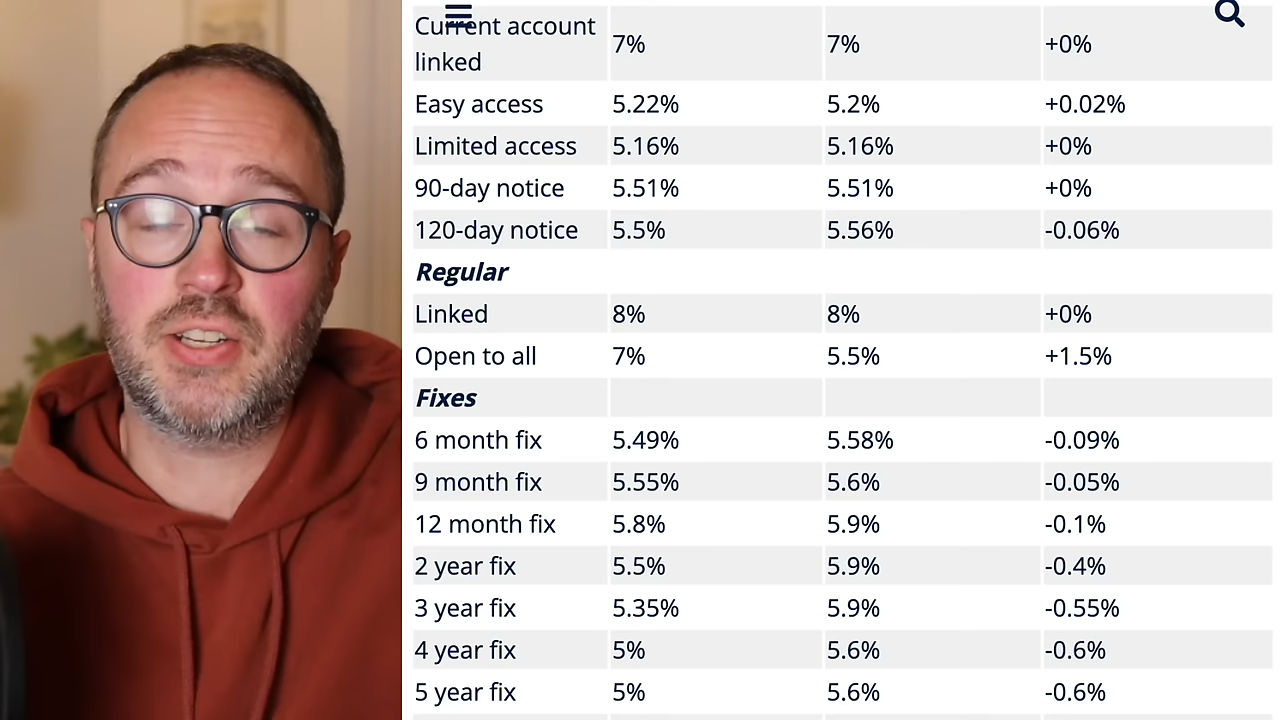 Current account linked 7% 7% +0%
Easy access 5.22% 5.2% +0.02%
Limited access 5.16% 5.16% +0%
90-day notice 5.51% 5.51% +0%
120-day notice 5.5% 5.56% -0.06%
Regular
Linked 8% 8% +0%
Open to all 7% 5.5% +1.5%
Fixes
6 month fix 5.49% 5.58% -0.09%
9 month fix 5.55% 5.6% -0.05%
12 month fix 5.8% 5.9% -0.1%
2 year fix 5.5% 5.9% -0.4%
3 year fix 5.35% 5.9% -0.55%
4 year fix 5% 5.6% -0.6%
5 year fix 5% 5.6% -0.6%